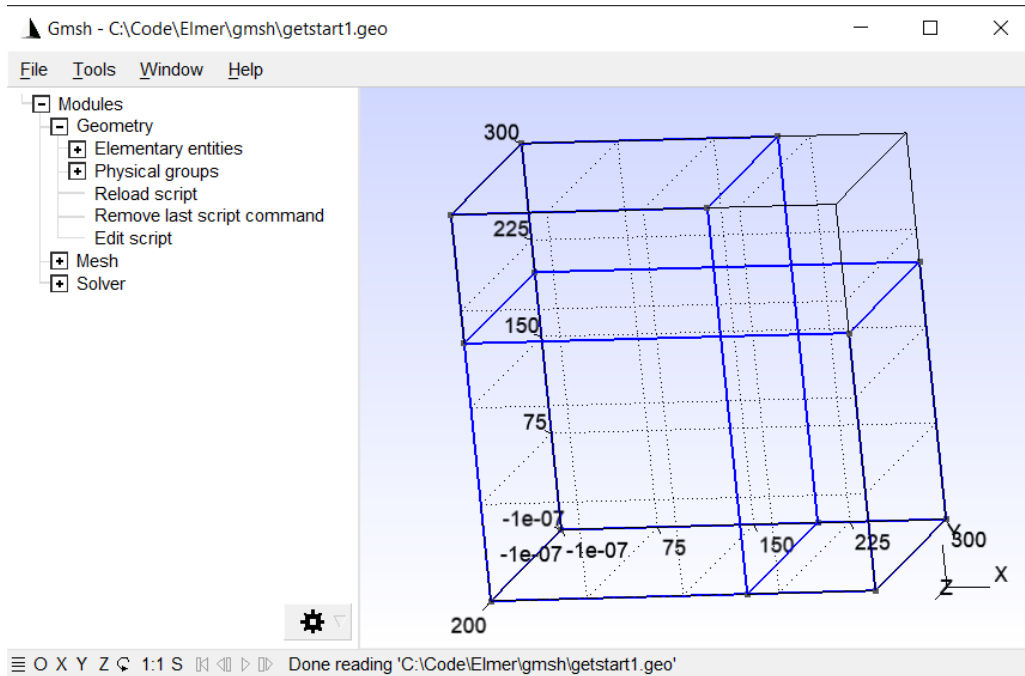 Gmsh - C:\Code\Elmer\gmsh\getstart1.geo
File Tools Window Help
Modules
Geometry
Elementary entities
Physical groups
Reload script
Remove last script command
Edit script
Mesh
Solver
300
225
150
75
-1e-07
-1e-07 -1e-07 75 150 225 300
200
Y
X
Z
O X Y Z 1:1 S Done reading 'C:\Code\Elmer\gmsh\getstart1.geo'